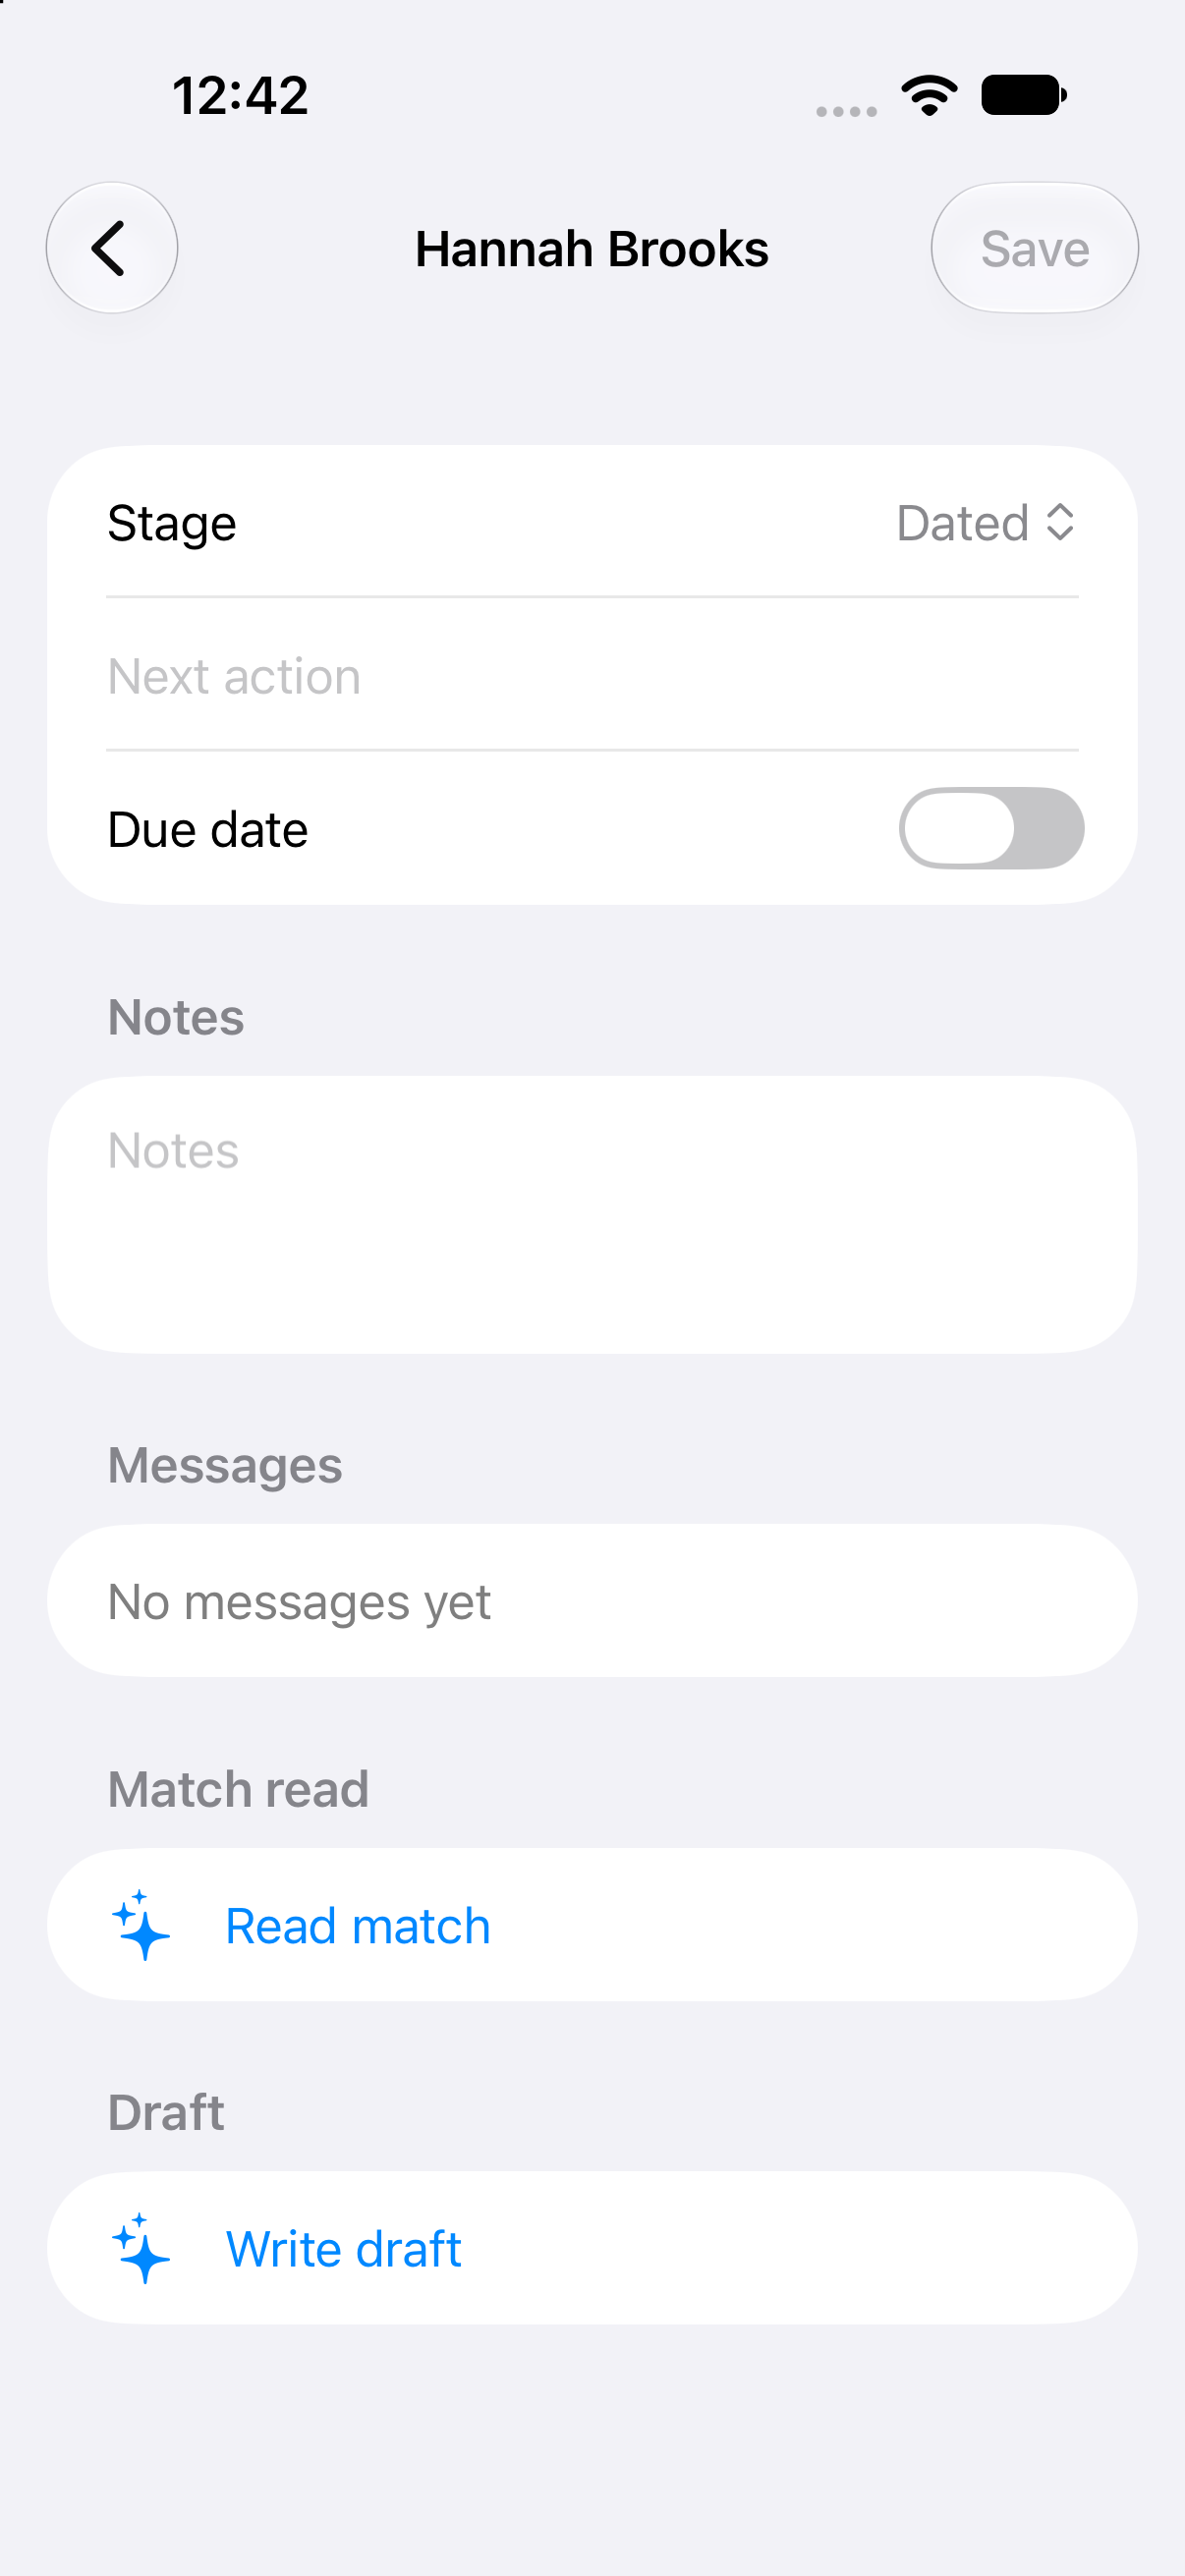 12:42
Hannah Brooks
Save
Stage
Dated
Next action
Due date
Notes
Notes
Messages
No messages yet
Match read
Read match
Draft
Write draft